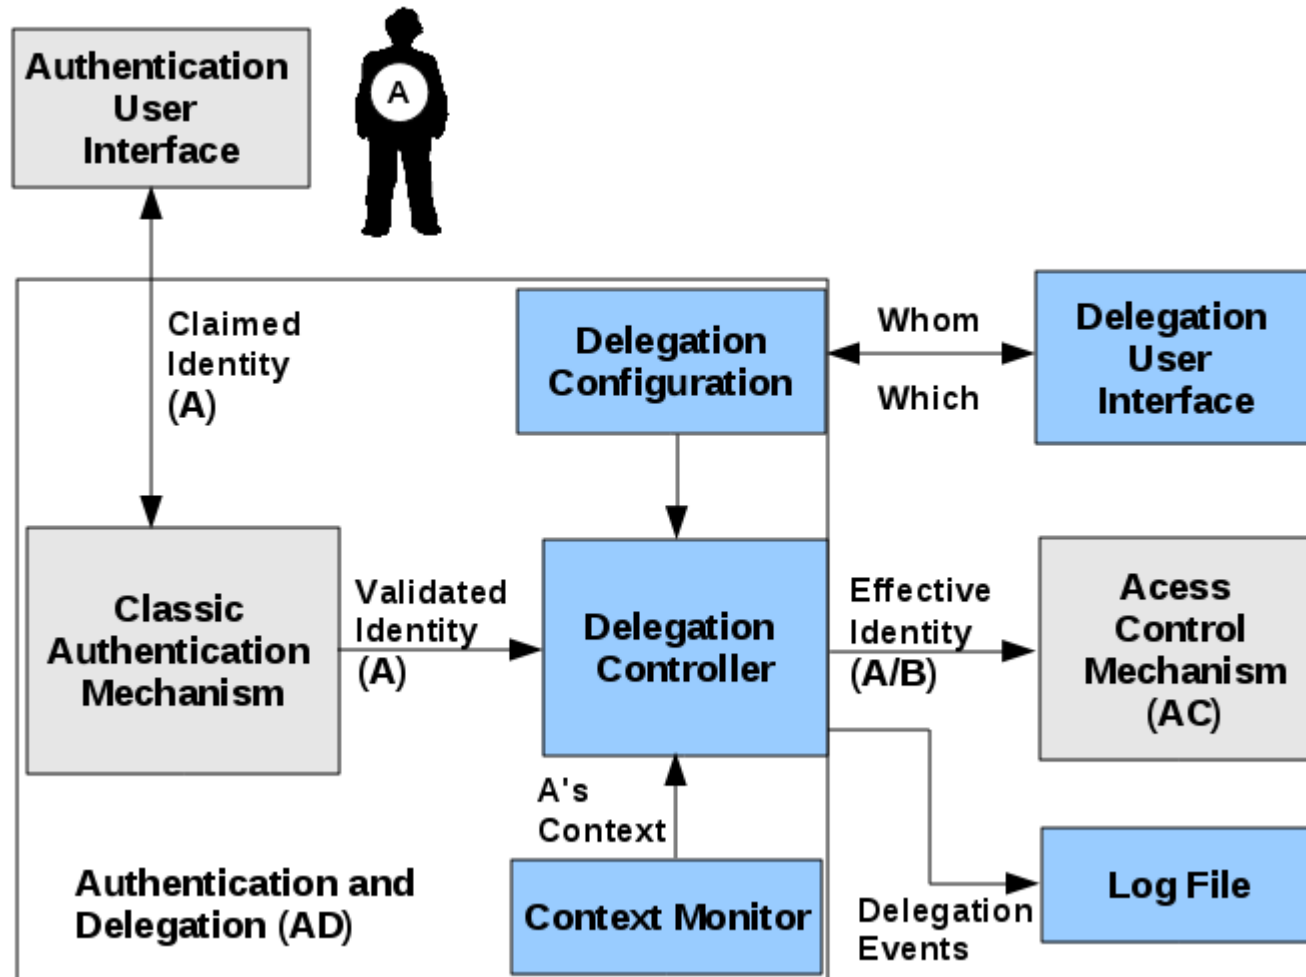 Authentication
User
Interface
A
Claimed
Identity
(A)
Delegation
Configuration
Whom
Which
Delegation
User
Interface
Classic
Authentication
Mechanism
Validated
Identity
(A)
Delegation
Controller
Effective
Identity
(A/B)
Acess
Control
Mechanism
(AC)
A's
Context
Authentication and
Delegation (AD)
Context Monitor
Delegation
Events
Log File